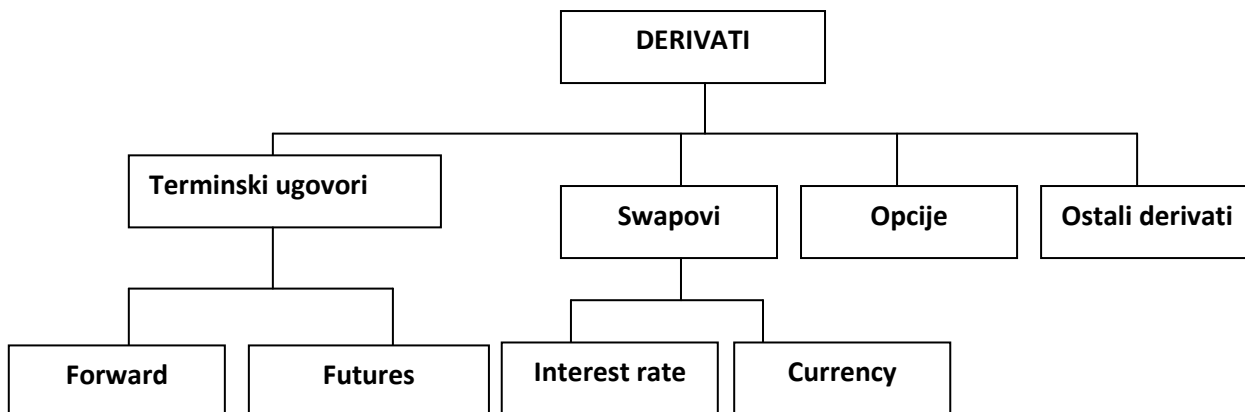 DERIVATI
Terminski ugovori
Swapovi
Opcije
Ostali derivati
Forward
Futures
Interest rate
Currency